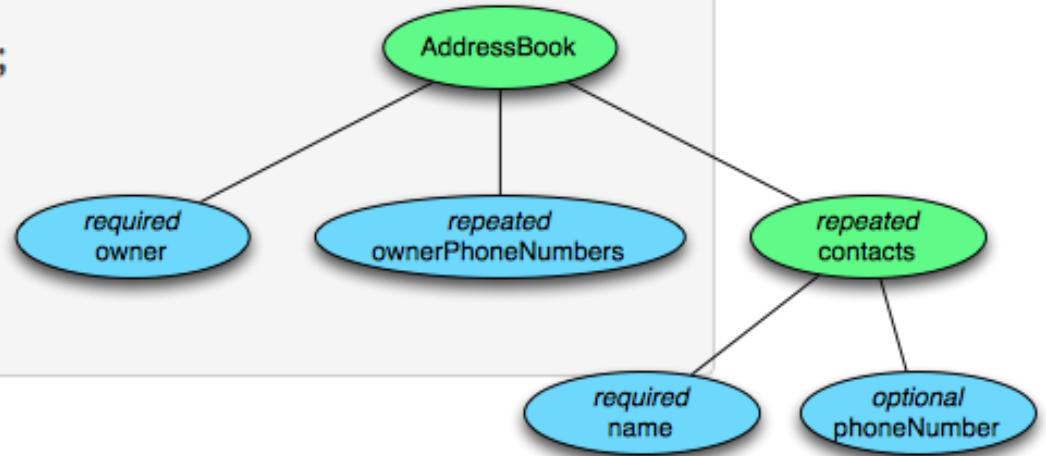 ;
AddressBook
required
owner
repeated
ownerPhoneNumbers
repeated
contacts
required
name
optional
phoneNumber